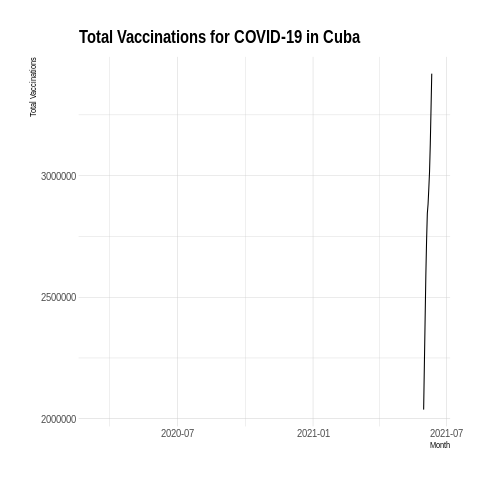 Total Vaccinations for COVID-19 in Cuba
Total Vaccinations
3000000
2500000
2000000
2020-07
2021-01
2021-07
Month